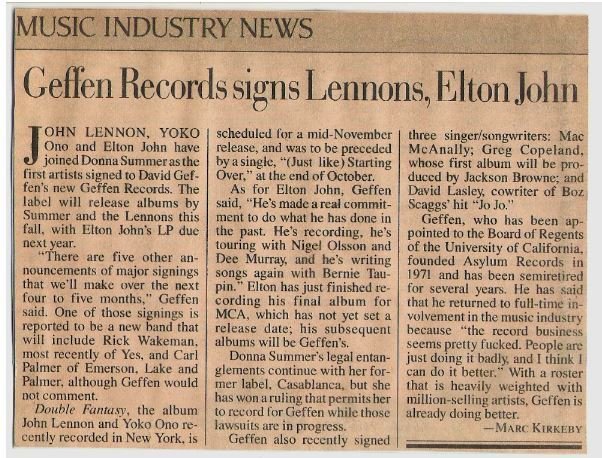 MUSIC INDUSTRY NEWS
Geffen Records signs Lennons, Elton John
JOHN LENNON, YOKO
Ono and Elton John have
joined Donna Summer as the
first artists signed to David Gef-
fen's new Geffen Records. The
label will release albums by
Summer and the Lennons this
fall, with Elton John's LP due
next year.
"There are five other an-
nouncements of major signings
that we'll make over the next
four to five months," Geffen
said. One of those signings is
reported to be a new band that
will include Rick Wakeman,
most recently of Yes, and Carl
Palmer of Emerson, Lake and
Palmer, although Geffen would
not comment.
Double Fantasy, the album
John Lennon and Yoko Ono re-
cently recorded in New York, is
scheduled for a mid-November
release, and was to be preceded
by a single, "(Just like) Starting
Over," at the end of October.
As for Elton John, Geffen
said, "He's made a real commit-
ment to do what he has done in
the past. He's recording, he's
touring with Nigel Olsson and
Dee Murray, and he's writing
songs again with Bernie Tau-
pin." Elton has just finished re-
cording his final album for
MCA, which has not yet set a
release date; his subsequent
albums will be Geffen's.
Donna Summer's legal entan-
glements continue with her for-
mer label, Casablanca, but she
has won a ruling that permits her
to record for Geffen while those
lawsuits are in progress.
Geffen also recently signed
three singer/songwriters: Mac
McAnally; Greg Copeland,
whose first album will be pro-
duced by Jackson Browne; and
David Lasley, cowriter of Boz
Scaggs' hit "Jo Jo."
Geffen, who has been ap-
pointed to the Board of Regents
of the University of California,
founded Asylum Records in
1971 and has been semiretired
for several years. He has said
that he returned to full-time in-
volvement in the music industry
because "the record business
seems pretty fucked. People are
just doing it badly, and I think I
can do it better." With a roster
that is heavily weighted with
million-selling artists, Geffen is
already doing better.
—MARC KIRKEBY